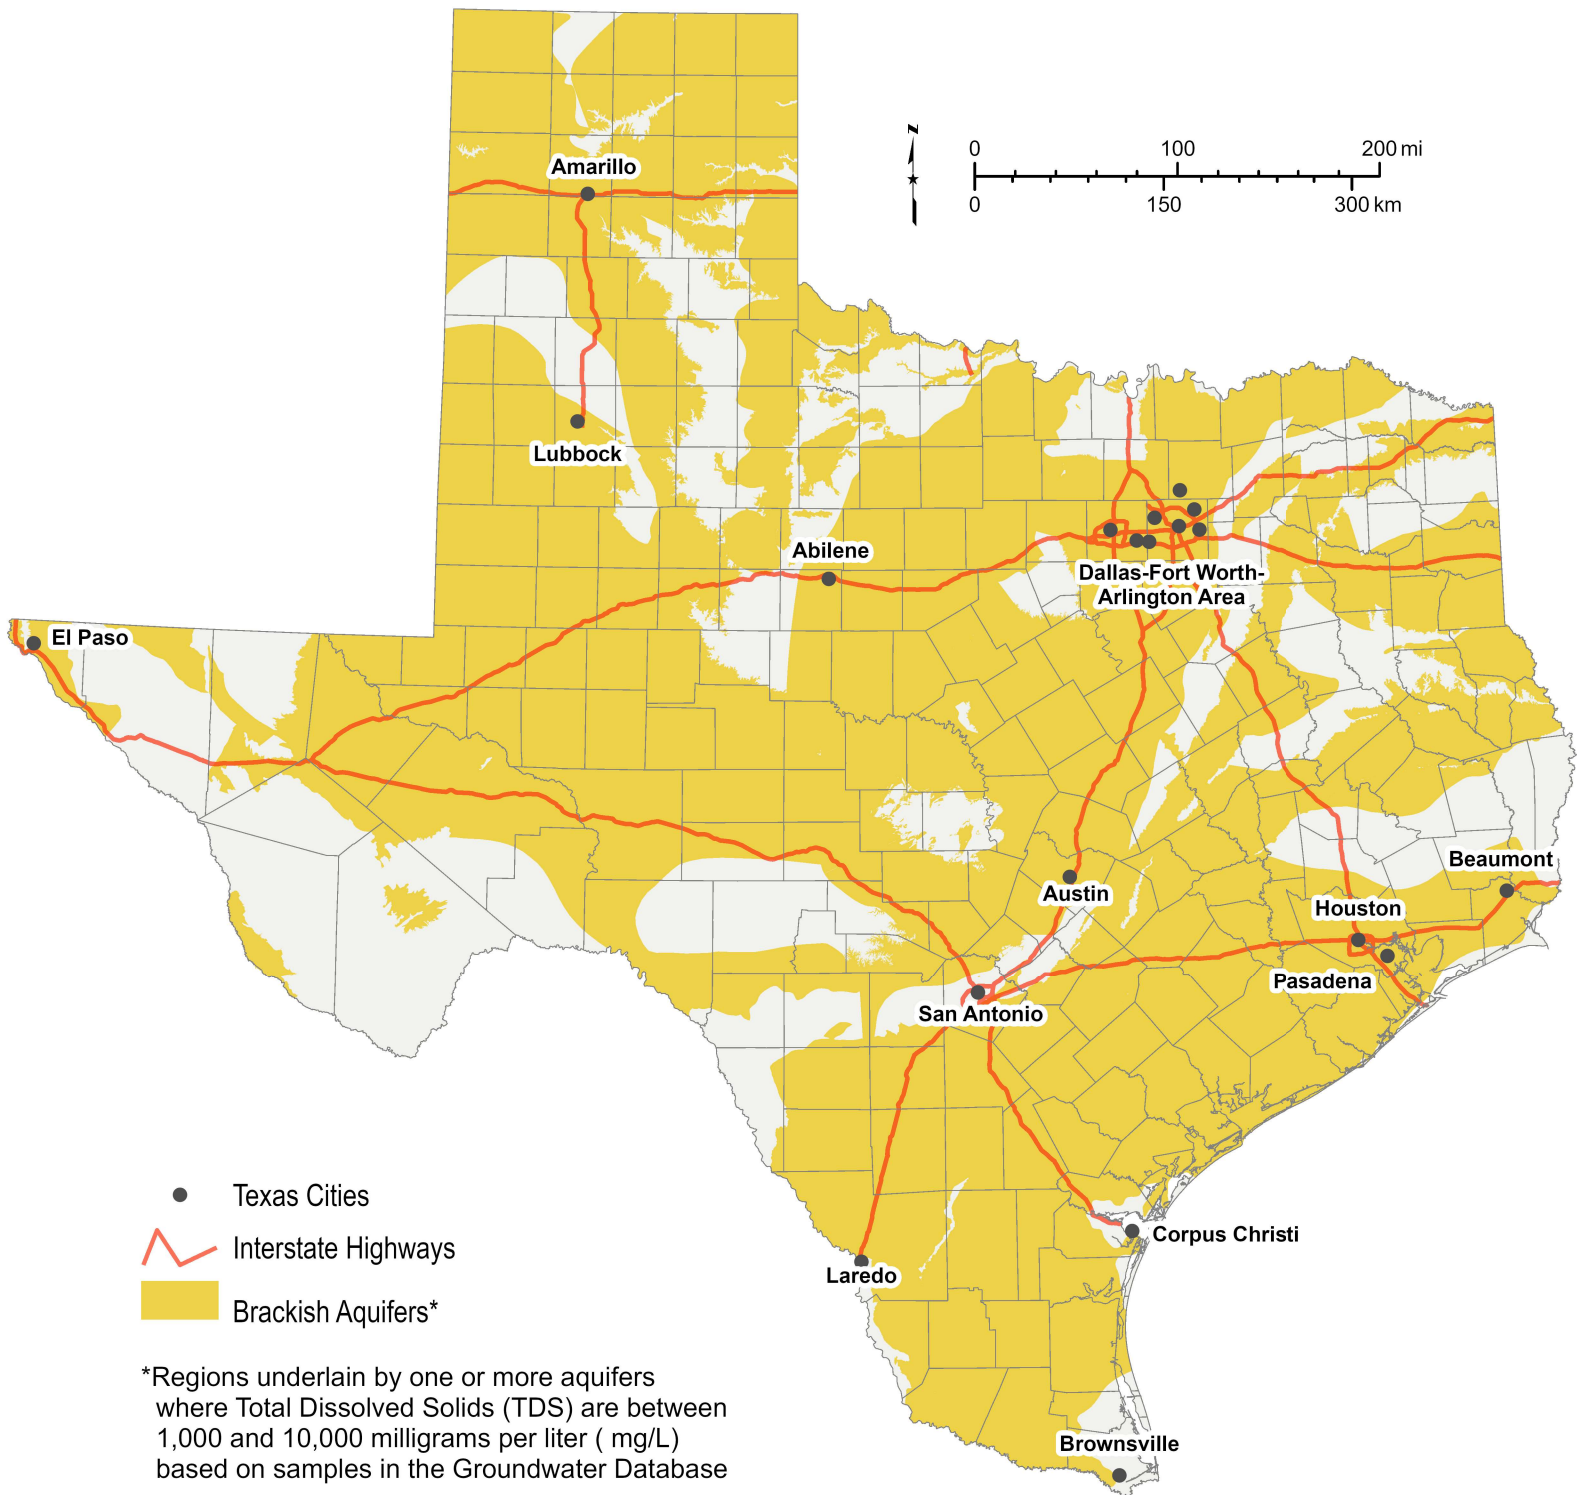 N
0
100
200 mi
0
150
300 km
Amarillo
Lubbock
Abilene
Dallas-Fort Worth-
Arlington Area
El Paso
Austin
Beaumont
Houston
Pasadena
San Antonio
Corpus Christi
Laredo
Brownsville
Texas Cities
Interstate Highways
Brackish Aquifers*
*Regions underlain by one or more aquifers
where Total Dissolved Solids (TDS) are between
1,000 and 10,000 milligrams per liter ( mg/L)
based on samples in the Groundwater Database